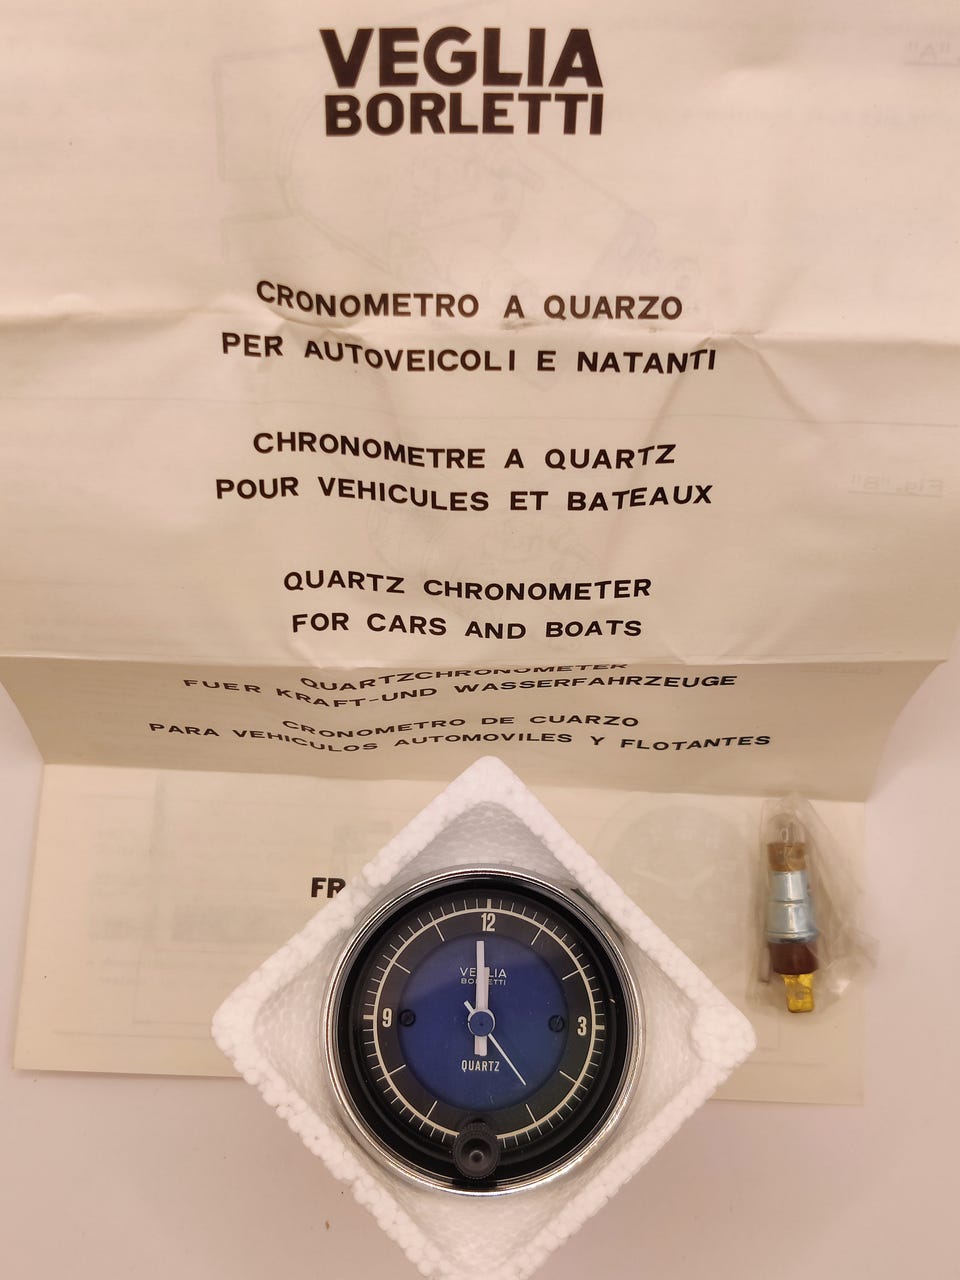 VEGLIA
BORLETTI
CRONOMETRO A QUARZO
PER AUTOVEICOLI E NATANTI
CHRONOMETRE A QUARTZ
POUR VEHICULES ET BATEAUX
QUARTZ CHRONOMETER
FOR CARS AND BOATS
QUARTZCHRONOMETER
FUER KRAFT-UND WASSERFAHRZEUGE
CRONOMETRO DE CUARZO
PARA VEHICULOS AUTOMOVILES Y FLOTANTES
FR
12
VEGLIA
BORLETTI
9
3
QUARTZ